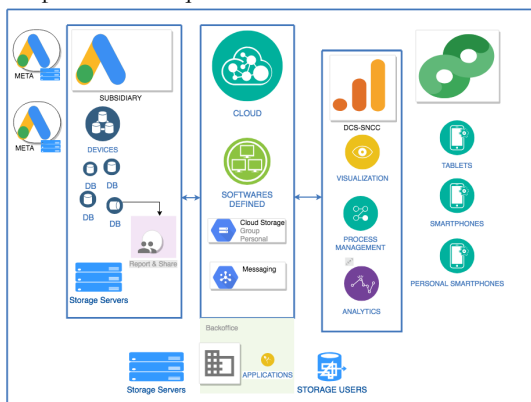 META
META
SUBSIDIARY
DEVICES
DB
DB
DB
DB
Report & Share
Storage Servers
CLOUD
SOFTWARES
DEFINED
Cloud Storage
Group
Personal
Messaging
Backoffice
APPLICATIONS
Storage Servers
STORAGE USERS
DCS-SNCC
VISUALIZATION
PROCESS
MANAGEMENT
ANALYTICS
TABLETS
SMARTPHONES
PERSONAL SMARTPHONES